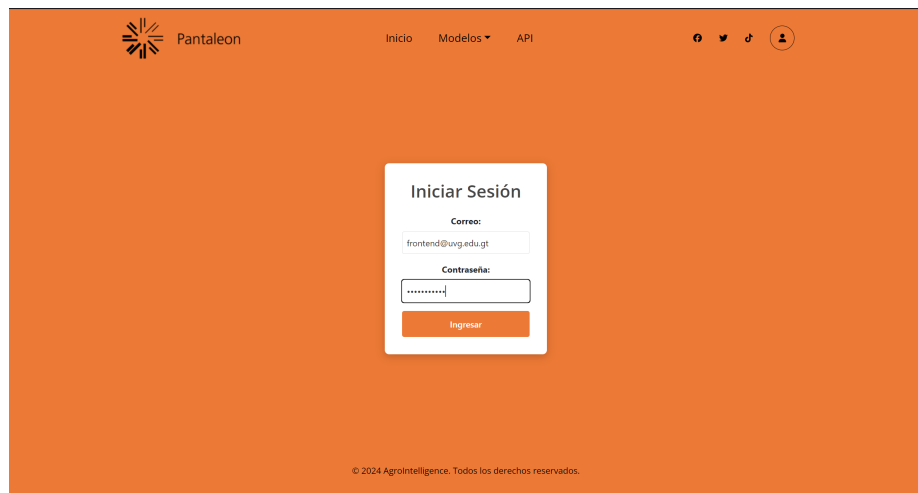 Pantaleon
Inicio Modelos API
Iniciar Sesión
Correo:
frontend@uvg.edu.gt
Contraseña:
•••••••••••
Ingresar
© 2024 AgroIntelligence. Todos los derechos reservados.